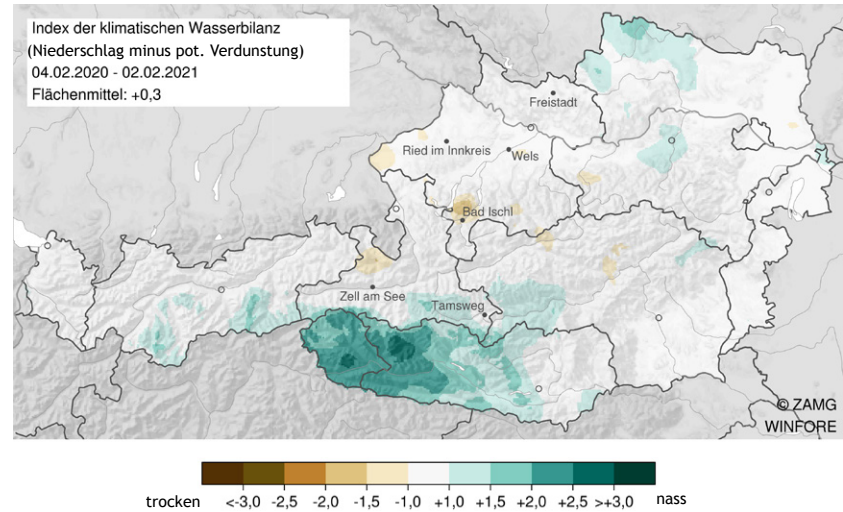 Index der klimatischen Wasserbilanz
(Niederschlag minus pot. Verdunstung)
04.02.2020 - 02.02.2021
Flächenmittel: +0,3
Freistadt
Ried im Innkreis
Wels
Bad Ischl
Zell am See
Tamsweg
© ZAMG
WINFORE
trocken <-3,0 -2,5 -2,0 -1,5 -1,0 +1,0 +1,5 +2,0 +2,5 >+3,0 nass